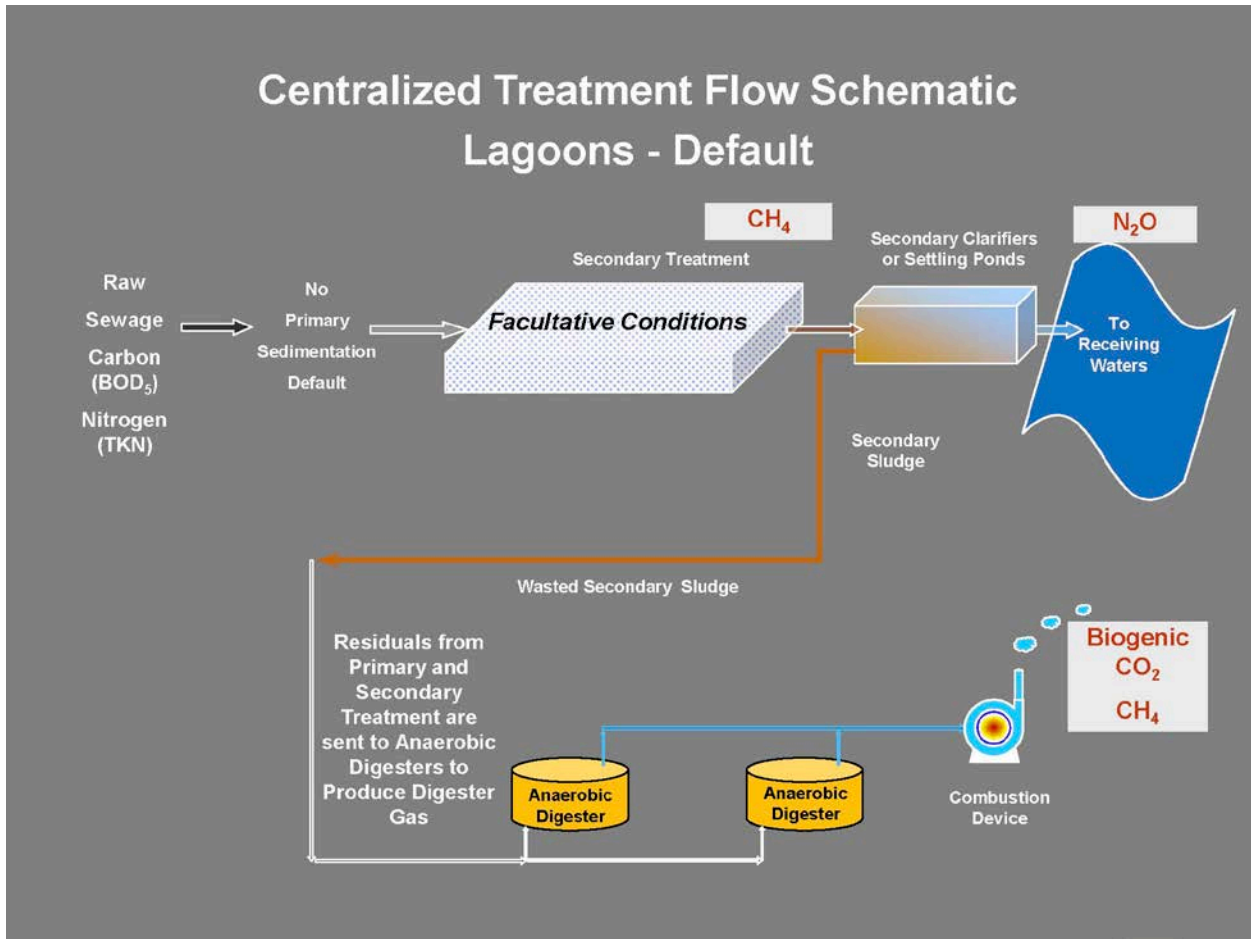 Centralized Treatment Flow Schematic
Lagoons - Default
CH₄
N₂O
Secondary Treatment
Secondary Clarifiers
or Settling Ponds
Raw
Sewage
Carbon
(BOD₅)
Nitrogen
(TKN)
No
Primary
Sedimentation
Default
Facultative Conditions
To
Receiving
Waters
Secondary
Sludge
Wasted Secondary Sludge
Residuals from
Primary and
Secondary
Treatment are
sent to Anaerobic
Digesters to
Produce Digester
Gas
Anaerobic
Digester
Anaerobic
Digester
Combustion
Device
Biogenic
CO₂
CH₄